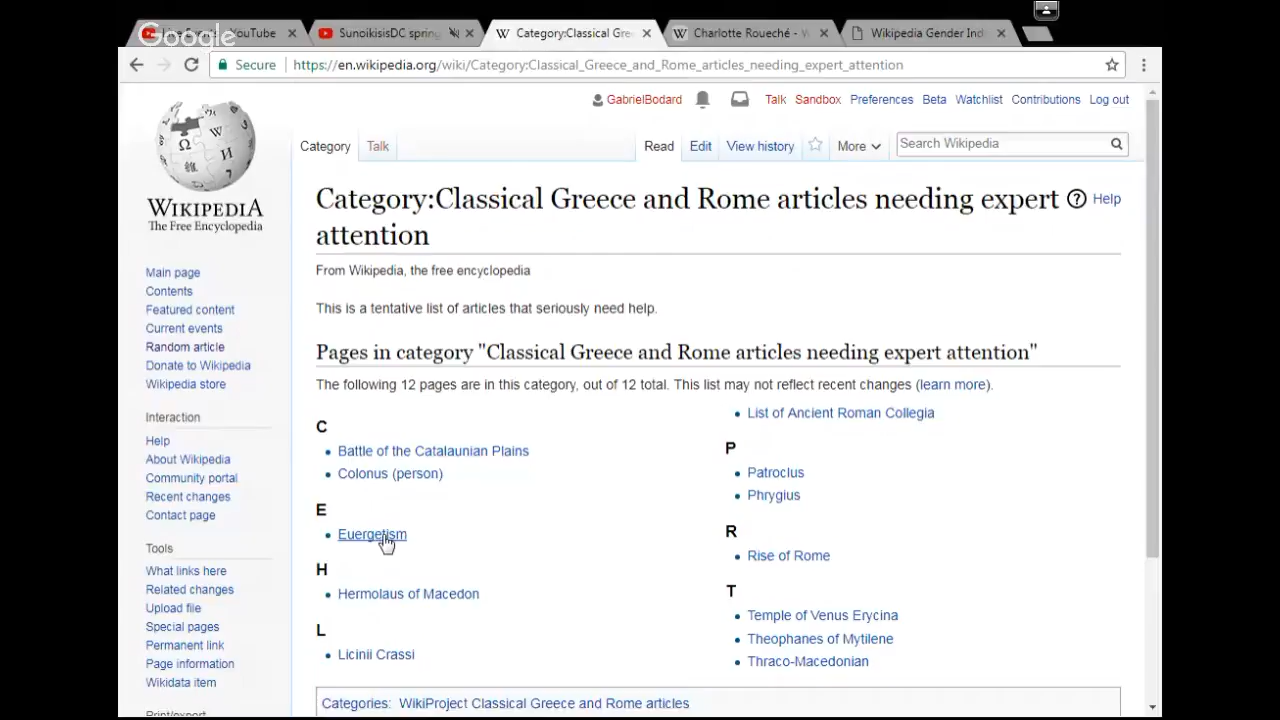 Google
YouTube
SunoikisisDC spring
Category:Classical Gre
Charlotte Roueché - W
Wikipedia Gender Ind
Secure
https://en.wikipedia.org/wiki/Category:Classical_Greece_and_Rome_articles_needing_expert_attention
GabrielBodard
Talk
Sandbox
Preferences
Beta
Watchlist
Contributions
Log out
Category
Talk
Read
Edit
View history
More
Search Wikipedia
WIKIPEDIA
The Free Encyclopedia
Main page
Contents
Featured content
Current events
Random article
Donate to Wikipedia
Wikipedia store
Interaction
Help
About Wikipedia
Community portal
Recent changes
Contact page
Tools
What links here
Related changes
Upload file
Special pages
Permanent link
Page information
Wikidata item
Print/export
Category:Classical Greece and Rome articles needing expert
attention
Help
From Wikipedia, the free encyclopedia
This is a tentative list of articles that seriously need help.
Pages in category "Classical Greece and Rome articles needing expert attention"
The following 12 pages are in this category, out of 12 total. This list may not reflect recent changes (learn more).
C
Battle of the Catalaunian Plains
Colonus (person)
E
Euergetism
H
Hermolaus of Macedon
L
Licinii Crassi
List of Ancient Roman Collegia
P
Patroclus
Phrygius
R
Rise of Rome
T
Temple of Venus Erycina
Theophanes of Mytilene
Thraco-Macedonian
Categories: WikiProject Classical Greece and Rome articles